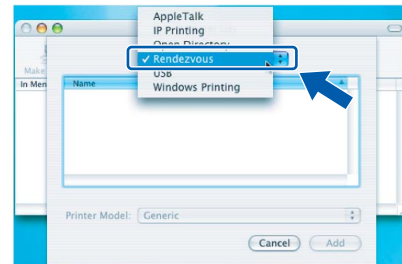 AppleTalk
IP Printing
Open Directory
✓ Rendezvous
USB
Windows Printing
Make
In Men
Name
Printer Model: Generic
Cancel Add